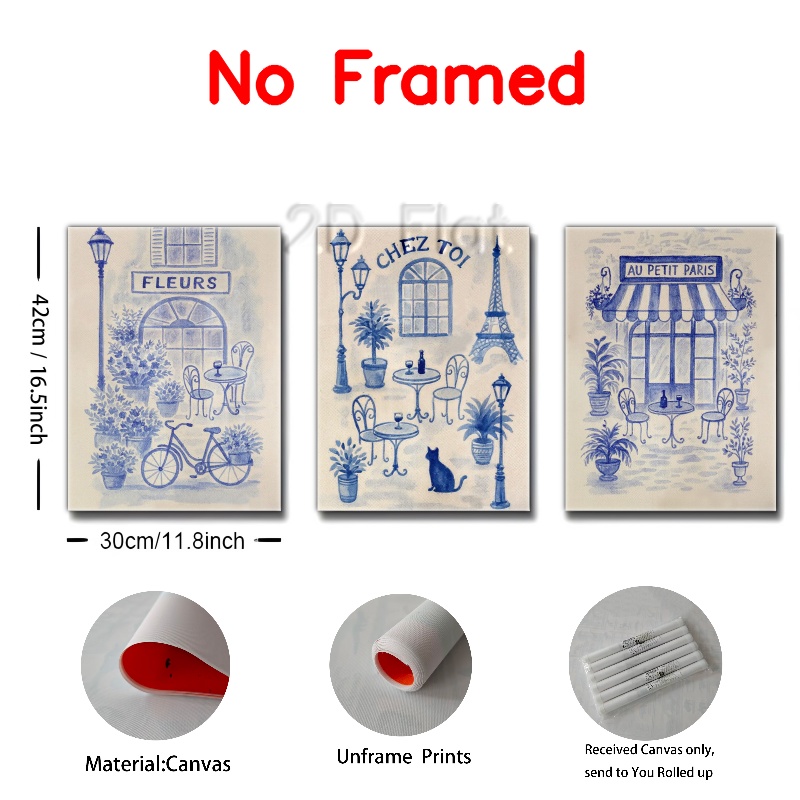 No Framed
2D Flat
FLEURS
CHEZ TOI
AU PETIT PARIS
42cm / 16.5inch
30cm/11.8inch
Material:Canvas
Unframe Prints
Received Canvas only,
send to You Rolled up